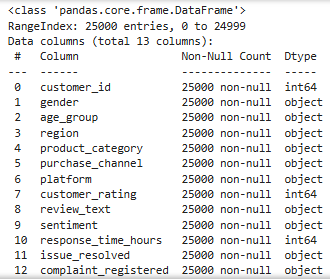 <class 'pandas.core.frame.DataFrame'>
RangeIndex: 25000 entries, 0 to 24999
Data columns (total 13 columns):
 #   Column                Non-Null Count  Dtype
---  ------                --------------  -----
 0   customer_id           25000 non-null  int64
 1   gender                25000 non-null  object
 2   age_group             25000 non-null  object
 3   region                25000 non-null  object
 4   product_category      25000 non-null  object
 5   purchase_channel      25000 non-null  object
 6   platform              25000 non-null  object
 7   customer_rating       25000 non-null  int64
 8   review_text           25000 non-null  object
 9   sentiment             25000 non-null  object
 10  response_time_hours   25000 non-null  int64
 11  issue_resolved        25000 non-null  object
 12  complaint_registered  25000 non-null  object